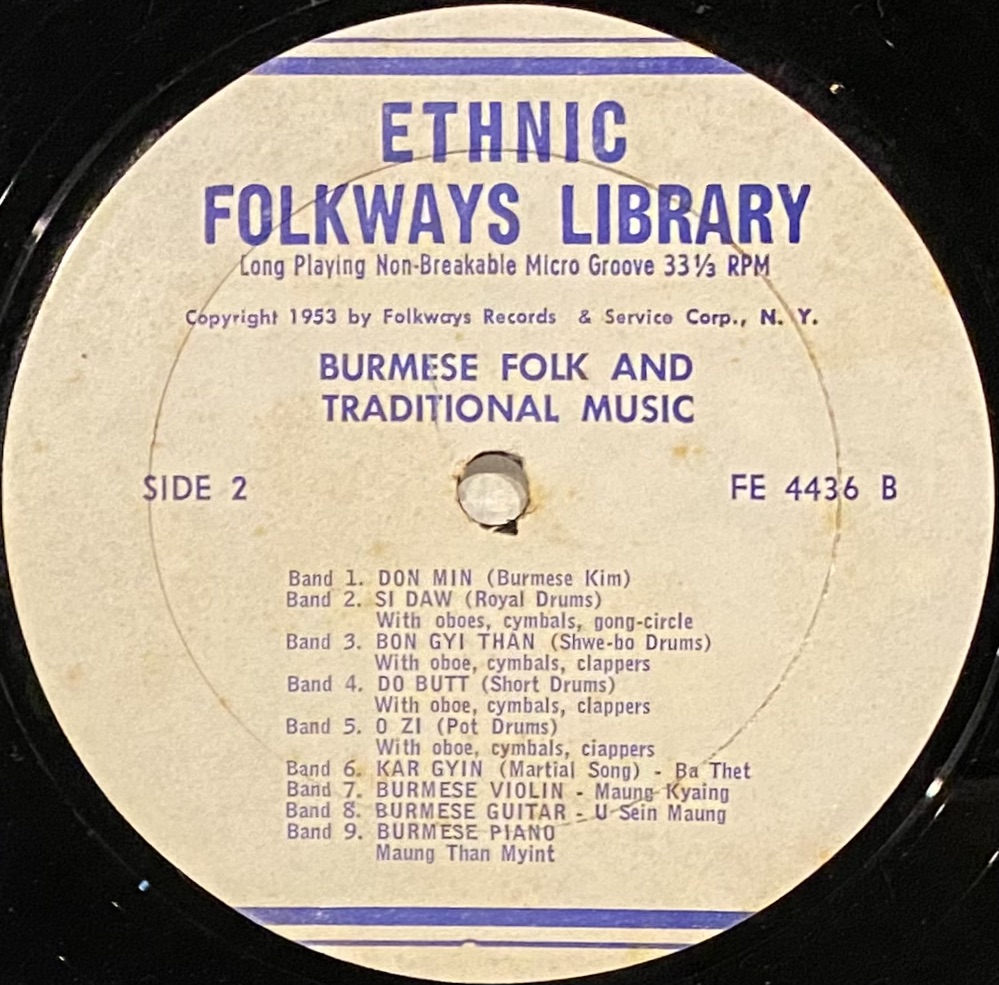 ETHNIC
FOLKWAYS LIBRARY
Long Playing Non-Breakable Micro Groove 33⅓ RPM
Copyright 1953 by Folkways Records & Service Corp., N. Y.
BURMESE FOLK AND
TRADITIONAL MUSIC
SIDE 2
FE 4436 B
Band 1. DON MIN (Burmese Kim)
Band 2. SI DAW (Royal Drums)
With oboes, cymbals, gong-circle
Band 3. BON GYI THAN (Shwe-bo Drums)
With oboe, cymbals, clappers
Band 4. DO BUTT (Short Drums)
With oboe, cymbals, clappers
Band 5. O ZI (Pot Drums)
With oboe, cymbals, ciappers
Band 6. KAR GYIN (Martial Song) - Ba Thet
Band 7. BURMESE VIOLIN - Maung Kyaing
Band 8. BURMESE GUITAR - U Sein Maung
Band 9. BURMESE PIANO
Maung Than Myint